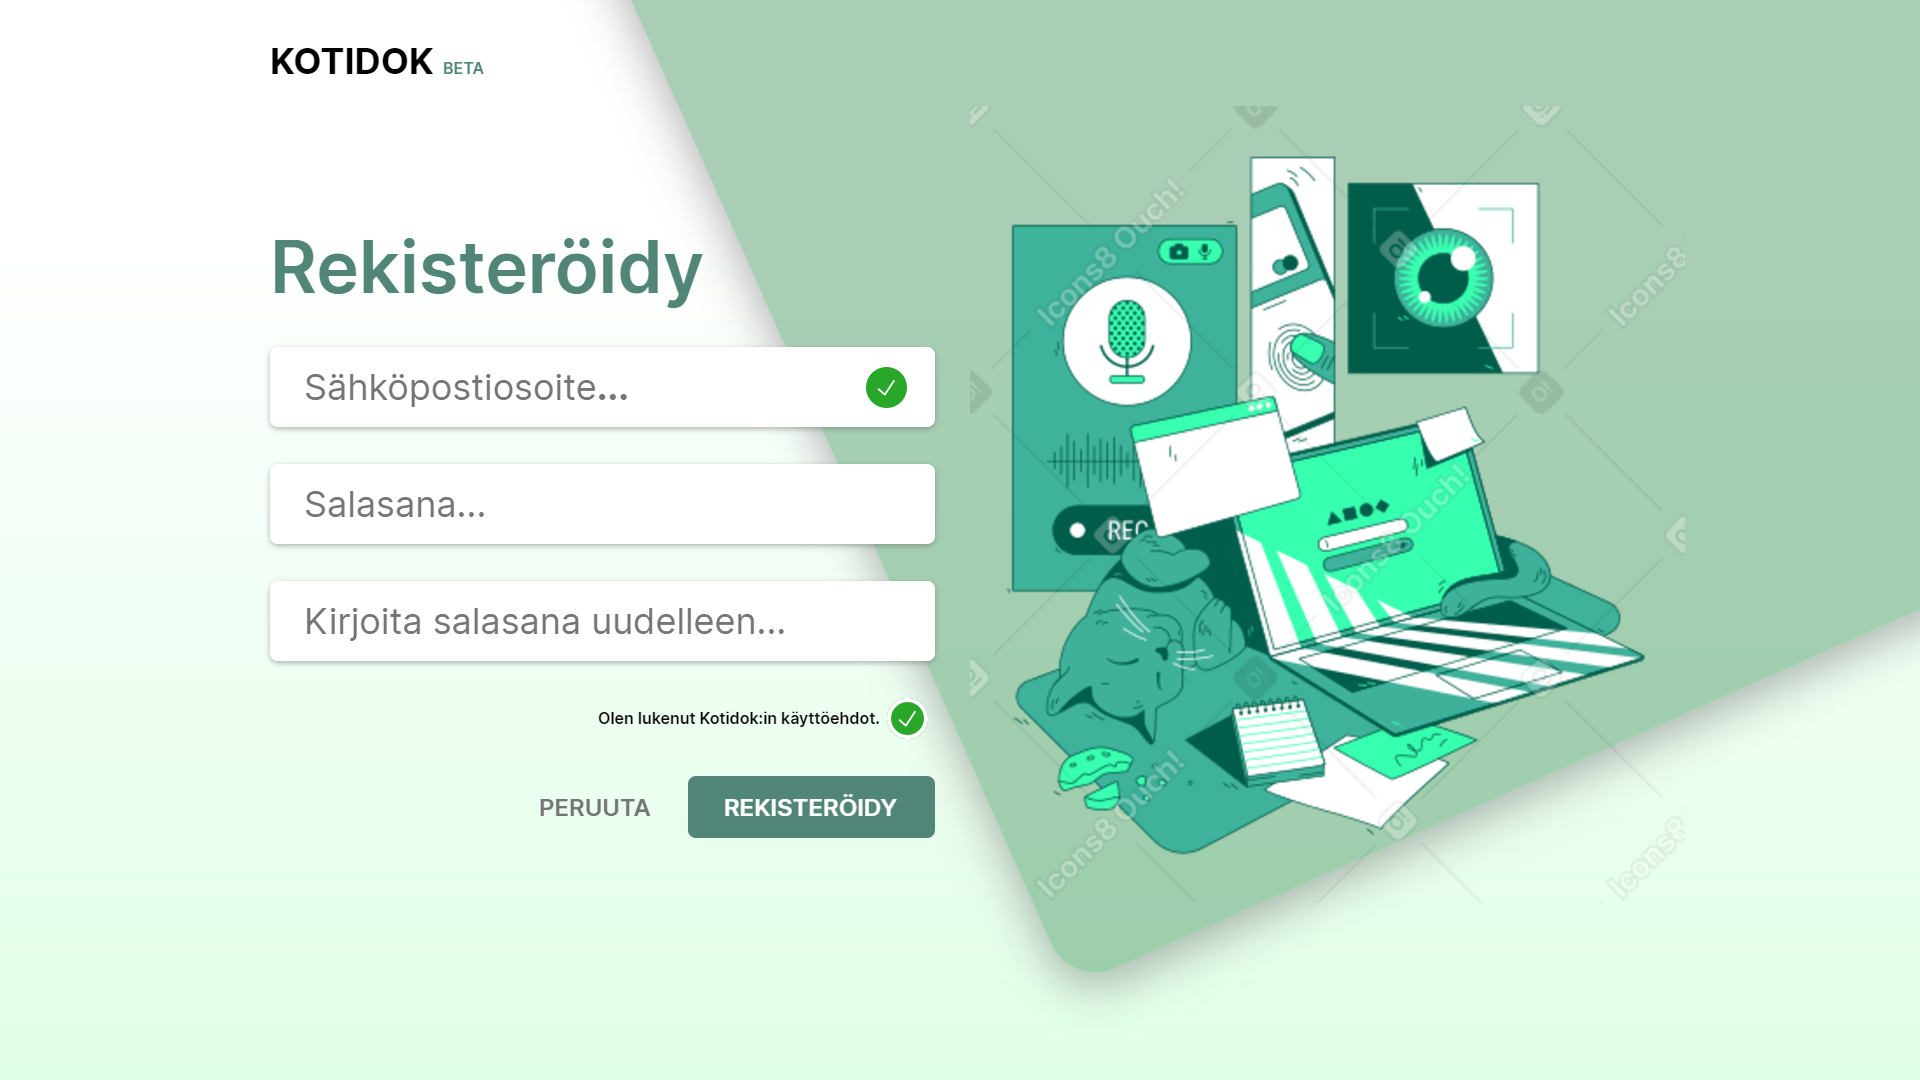 KOTIDOK BETA
Rekisteröidy
Sähköpostiosoite...
Salasana...
Kirjoita salasana uudelleen...
Olen lukenut Kotidok:in käyttöehdot.
PERUUTA
REKISTERÖIDY
REC
Icons8 Ouch!
Icons8
Icons8 Ouch!
Icons8 Ouch!
Icons8